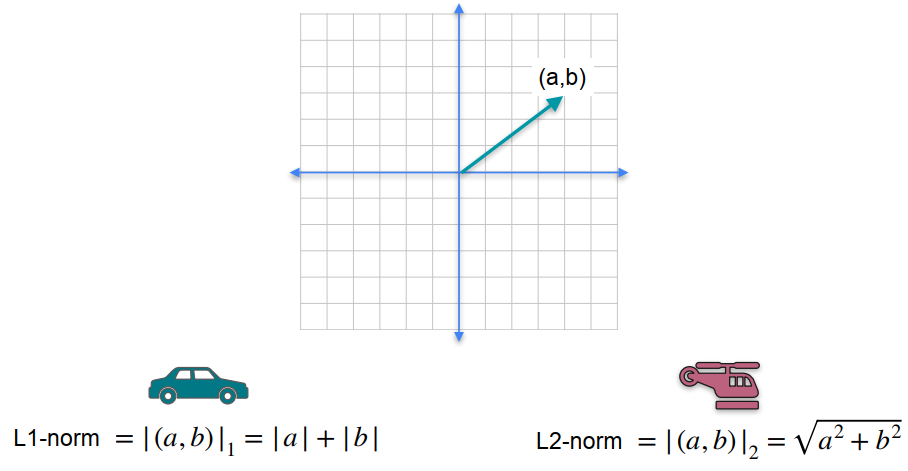 (a,b)
L1-norm = |(a, b)|₁ = |a| + |b|
L2-norm = |(a, b)|₂ = √(a² + b²)